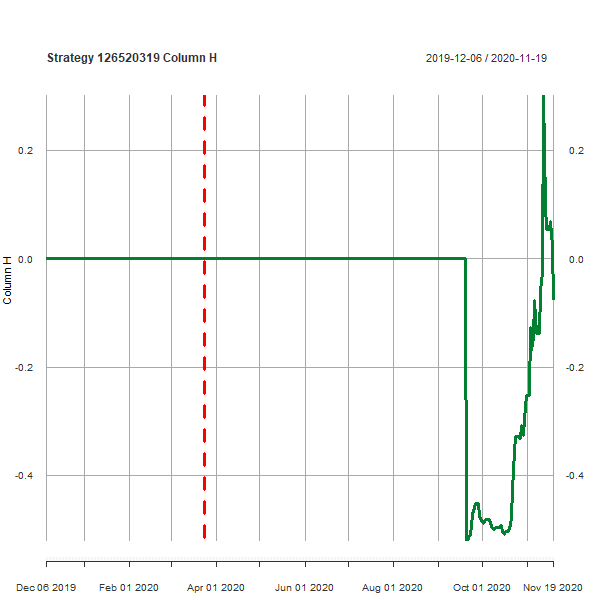 Strategy 126520319 Column H
2019-12-06 / 2020-11-19
0.2 0.2
0.0 0.0
Column H
-0.2 -0.2
-0.4 -0.4
Dec 06 2019 Feb 01 2020 Apr 01 2020 Jun 01 2020 Aug 01 2020 Oct 01 2020 Nov 19 2020